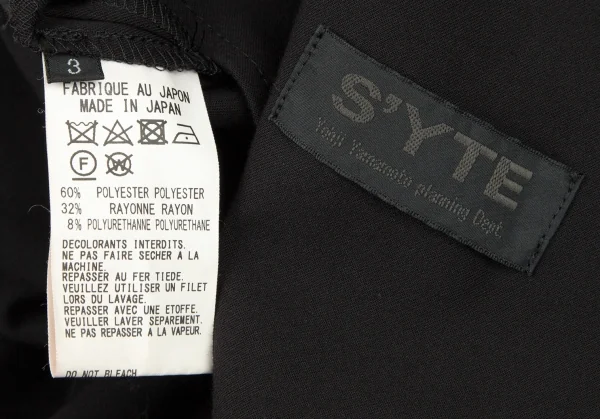 3
FABRIQUE AU JAPON
MADE IN JAPAN
F
W
60% POLYESTER POLYESTER
32% RAYONNE RAYON
8% POLYURETHANNE POLYURETHANE
DECOLORANTS INTERDITS.
NE PAS FAIRE SECHER A LA
MACHINE.
REPASSER AU FER TIEDE.
VEUILLEZ UTILISER UN FILET
LORS DU LAVAGE.
REPASSER AVEC UNE ETOFFE.
VEUILLER LAVER SEPAREMENT.
NE PAS REPASSER A LA VAPEUR.
DO NOT BLEACH
S'YTE
Yohji Yamamoto planning Dept.